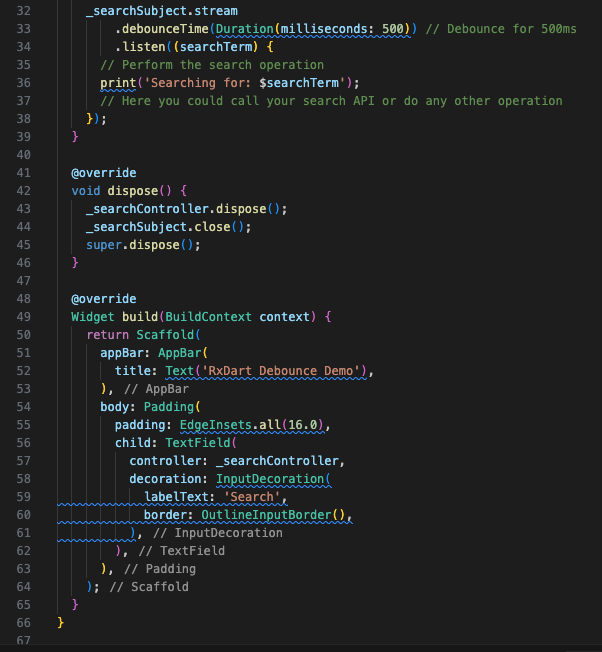 32 _searchSubject.stream
33 .debounceTime(Duration(milliseconds: 500)) // Debounce for 500ms
34 .listen((searchTerm) {
35 // Perform the search operation
36 print('Searching for: $searchTerm');
37 // Here you could call your search API or do any other operation
38 });
39 }
40
41 @override
42 void dispose() {
43 _searchController.dispose();
44 _searchSubject.close();
45 super.dispose();
46 }
47
48 @override
49 Widget build(BuildContext context) {
50 return Scaffold(
51 appBar: AppBar(
52 title: Text('RxDart Debounce Demo'),
53 ), // AppBar
54 body: Padding(
55 padding: EdgeInsets.all(16.0),
56 child: TextField(
57 controller: _searchController,
58 decoration: InputDecoration(
59 labelText: 'Search',
60 border: OutlineInputBorder(),
61 ), // InputDecoration
62 ), // TextField
63 ), // Padding
64 ); // Scaffold
65 }
66 }
67